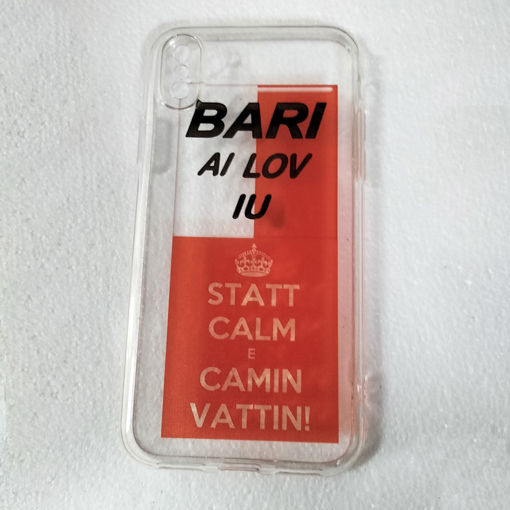 BARI
AI LOV
IU
STATT
CALM
E
CAMIN
VATTIN!